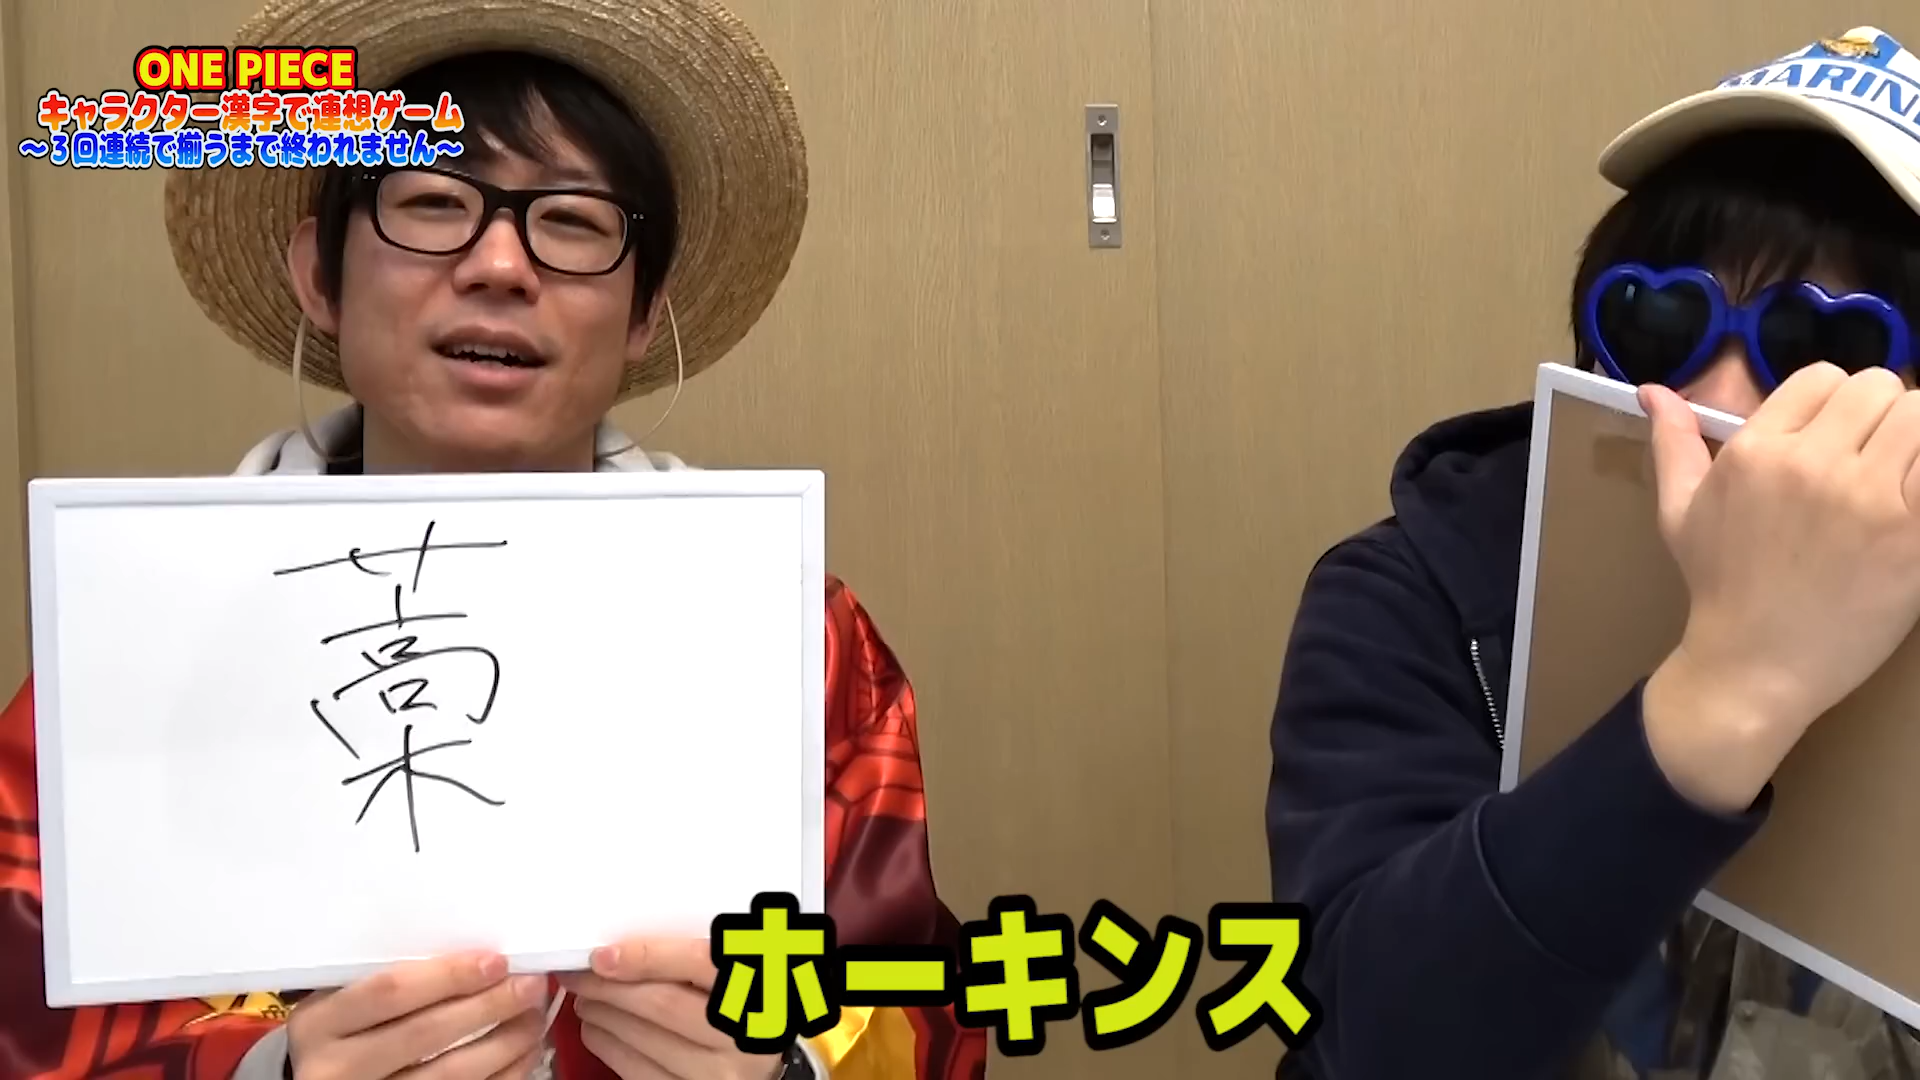 ONE PIECE
キャラクター漢字で連想ゲーム
～3回連続で揃うまで終われません～
MARIN
藁
ホーキンス